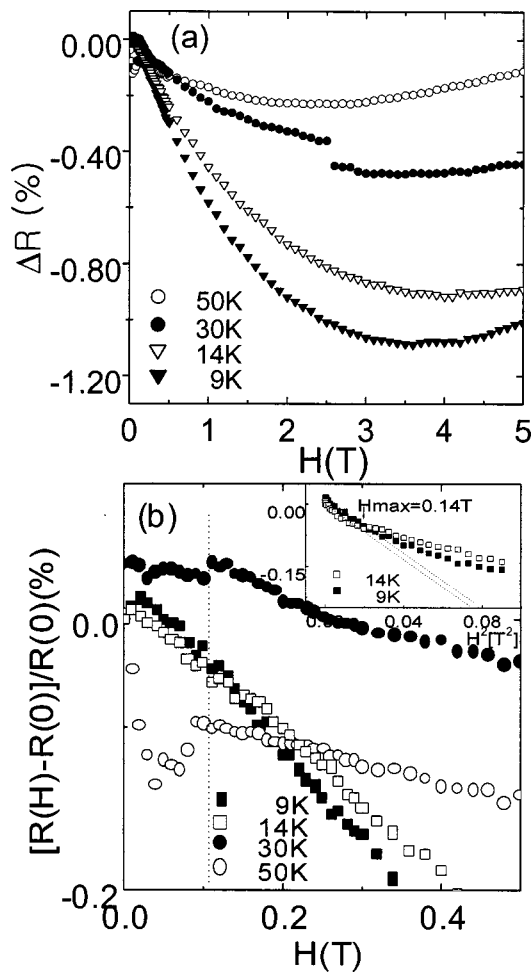 (a)
0.00
-0.40
-0.80
-1.20
ΔR (%)
50K
30K
14K
9K
0 1 2 3 4 5
H(T)
(b)
Hmax=0.14T
0.00
-0.15
14K
9K
0.04 0.08
H²[T²]
0.0
-0.2
[R(H)-R(0)]/R(0)(%)
9K
14K
30K
50K
0.0 0.2 0.4
H(T)